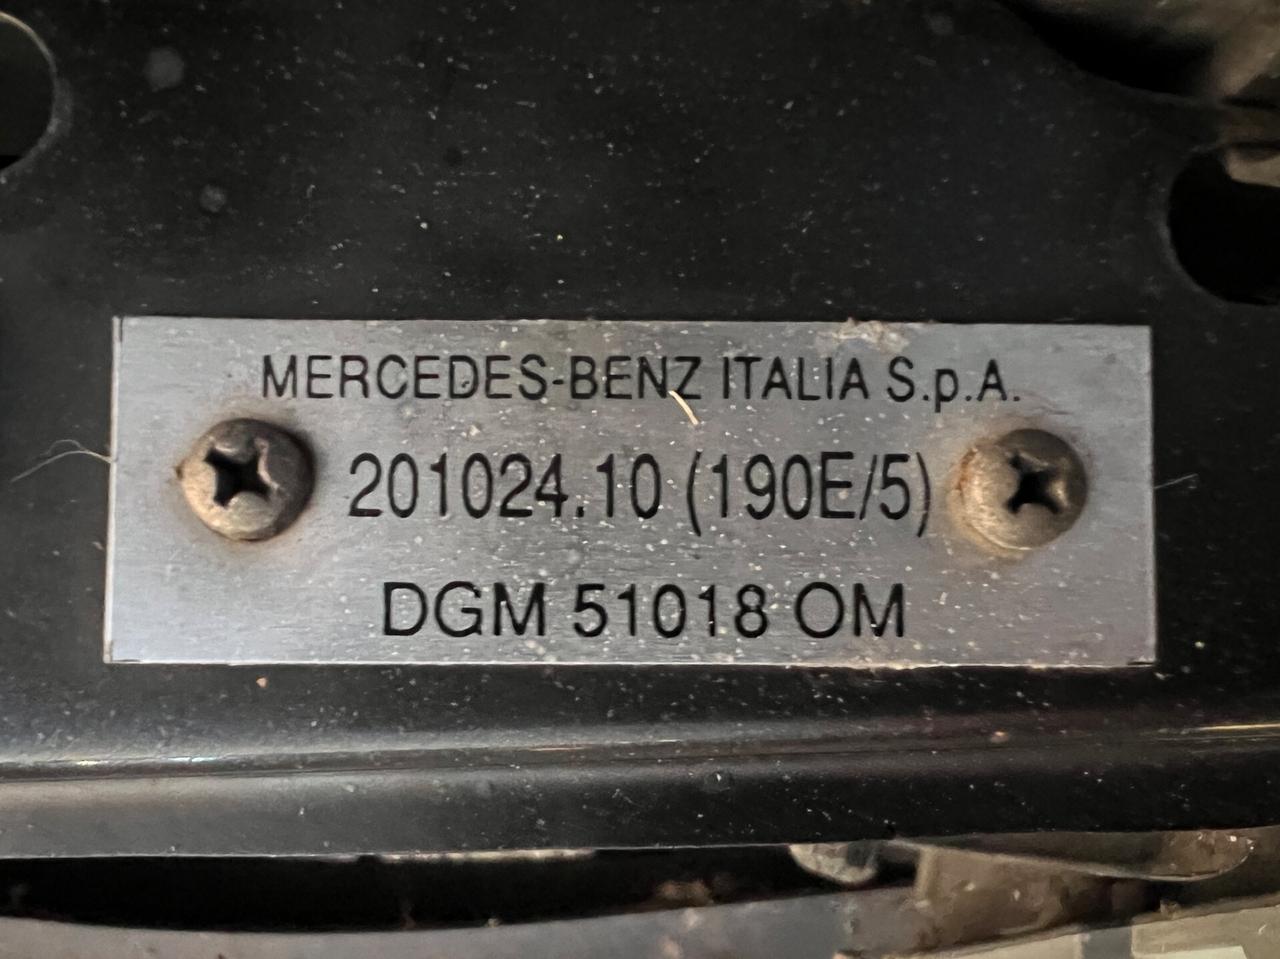 MERCEDES-BENZ ITALIA S.p.A.
201024.10 (190E/5)
DGM 51018 OM